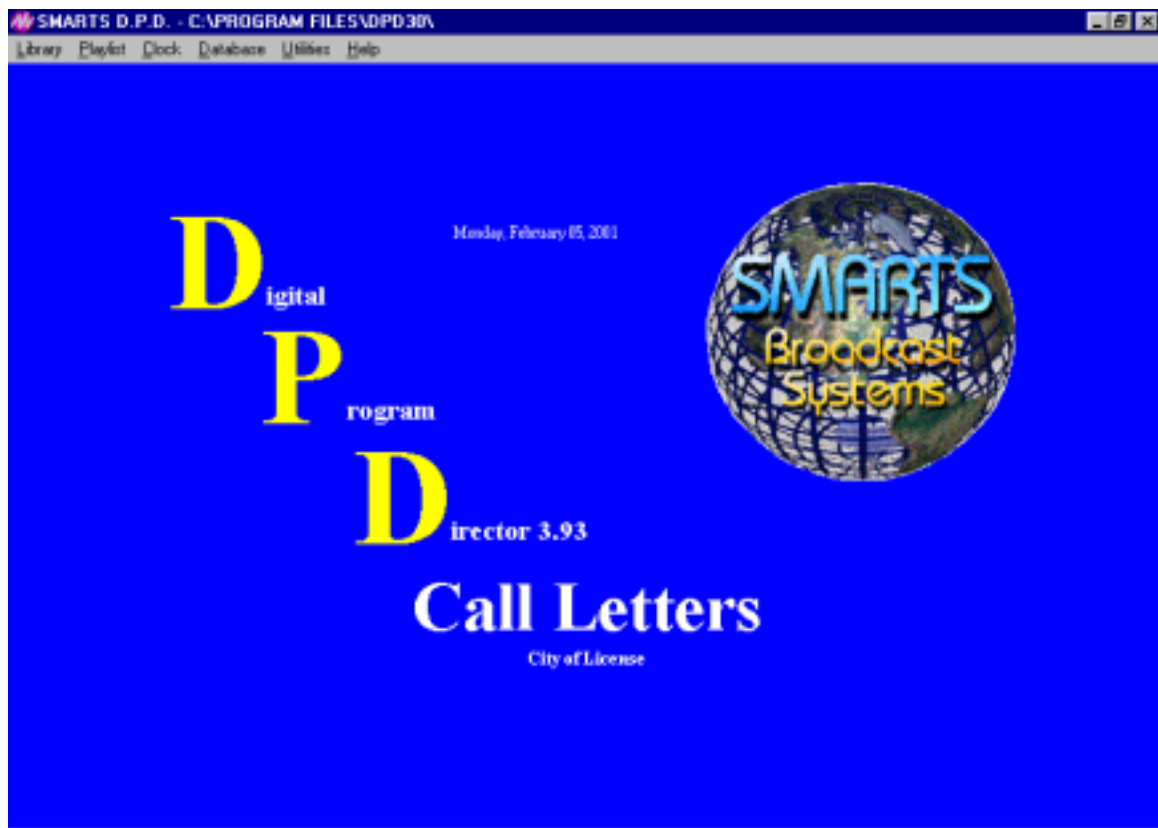 SMARTS D.P.D. - C:\PROGRAM FILES\DPD30\
Library Playlist Clock Database Utilities Help
Monday, February 05, 2001
Digital
Program
Director 3.93
SMARTS
Broadcast
Systems
Call Letters
City of License